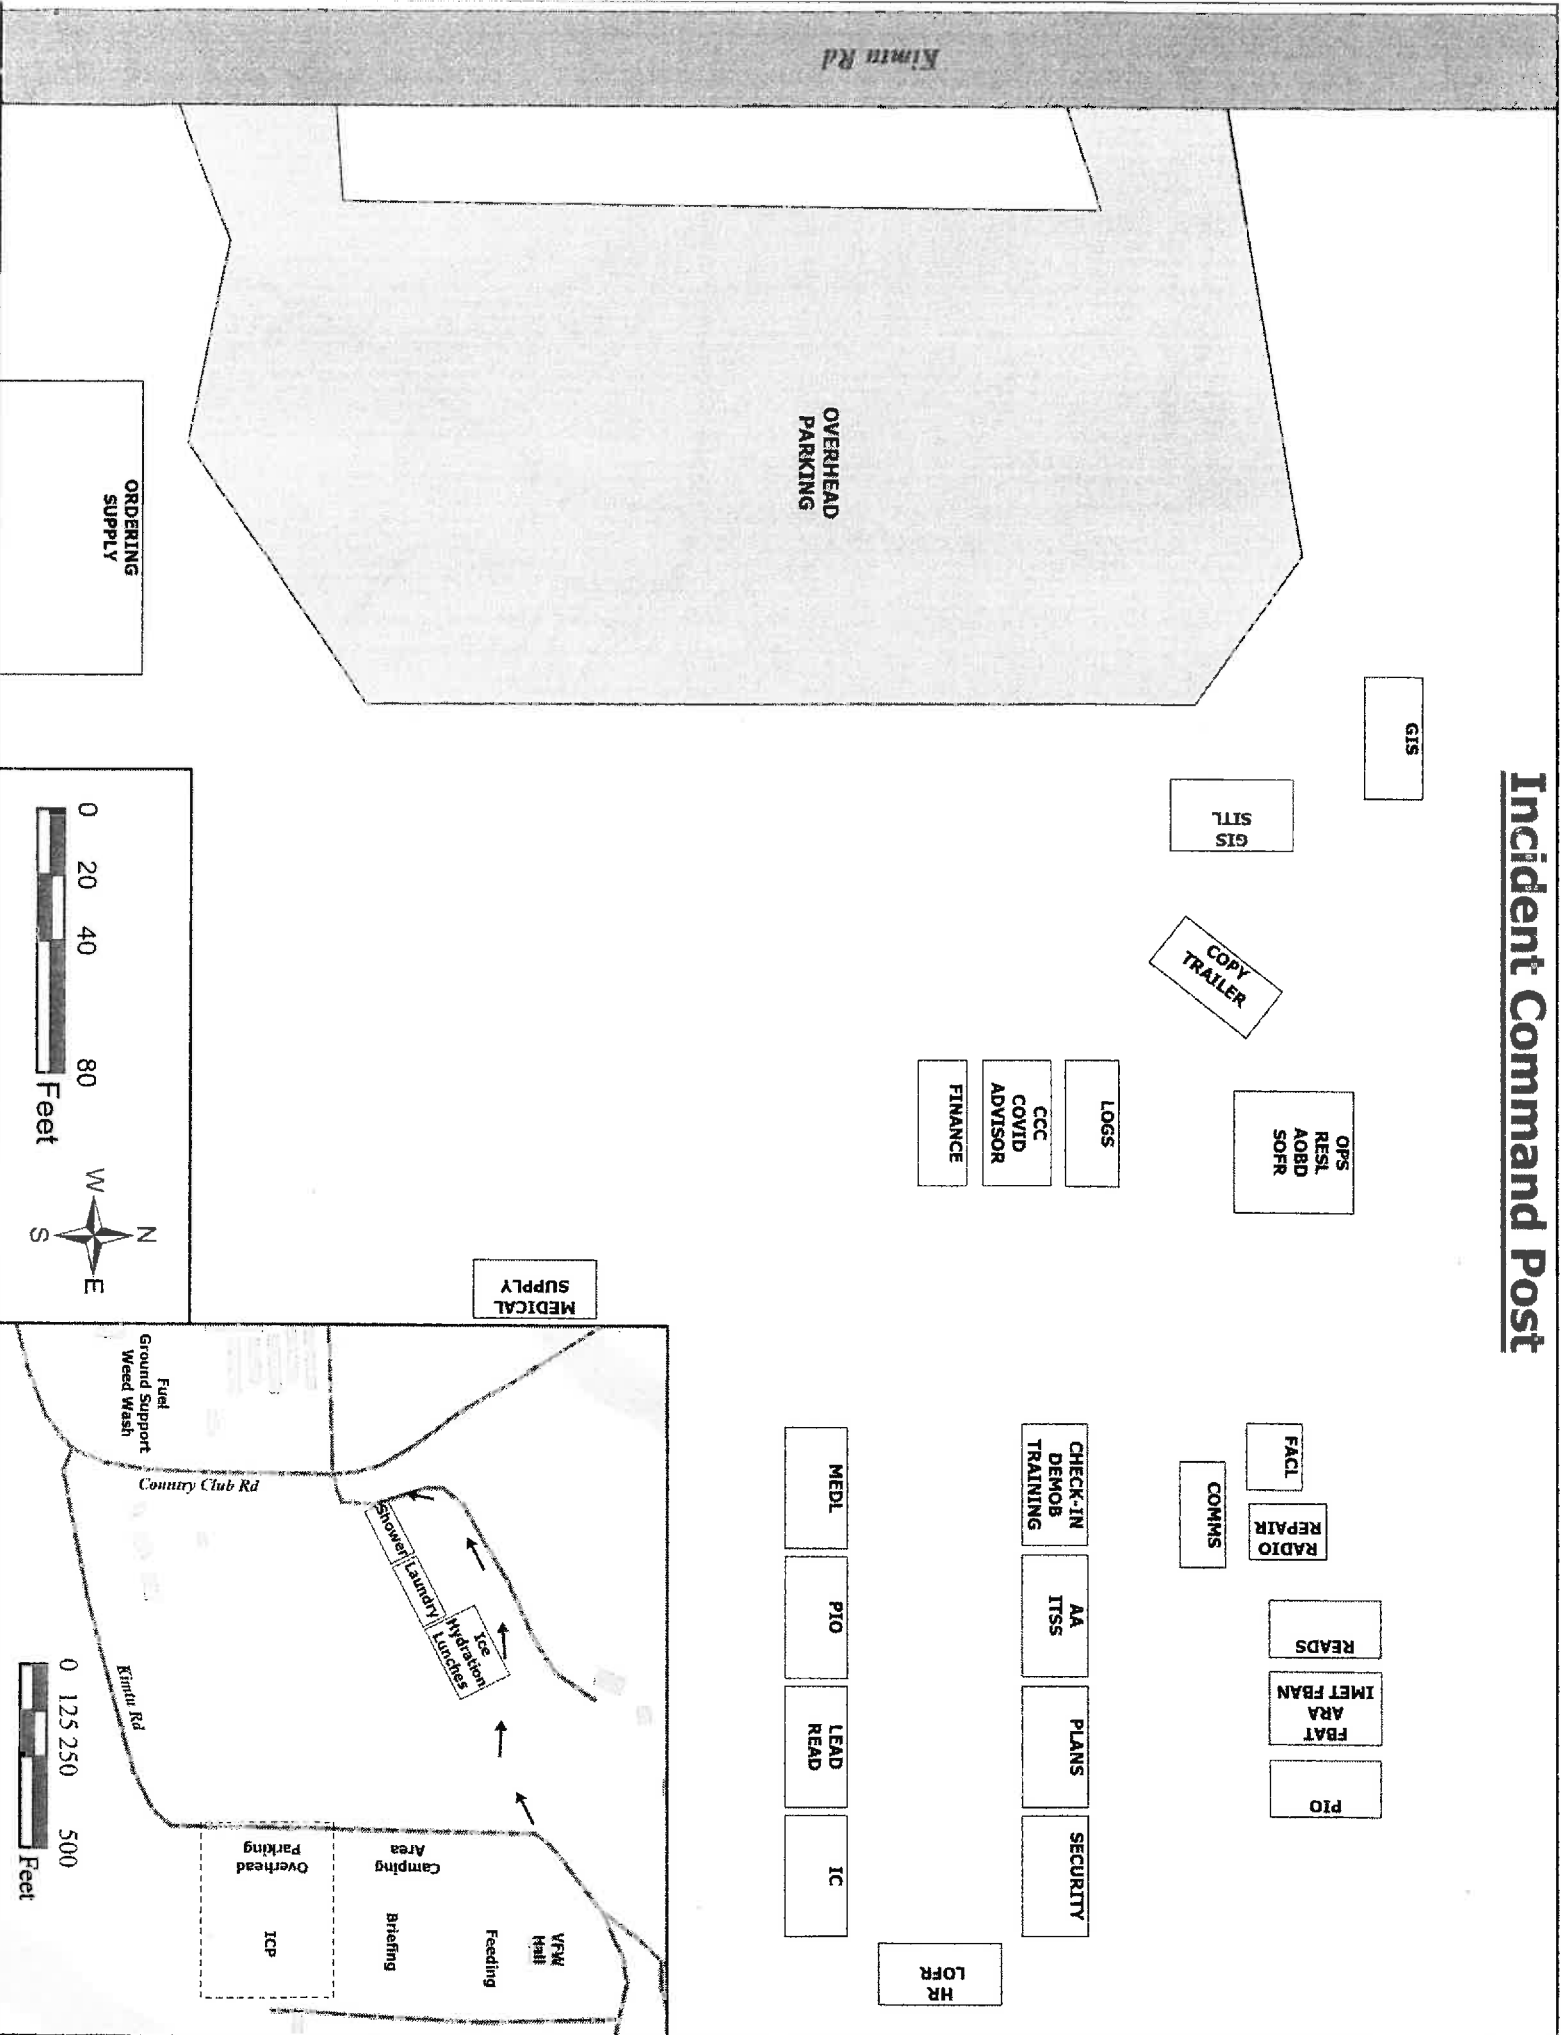 Incident Command Post
Kimtu Rd
OVERHEAD
PARKING
ORDERING
SUPPLY
GIS
GIS
SITL
COPY
TRAILER
OPS
RESL
AOBD
SOFR
LOGS
CCC
COVID
ADVISOR
FINANCE
MEDICAL
SUPPLY
FACL
RADIO
REPAIR
COMMS
READS
FBAT
ARA
IMET FBAN
PIO
CHECK-IN
DEMOB
TRAINING
AA
ITSS
PLANS
SECURITY
MEDL
PIO
LEAD
READ
IC
HR
LOFR
0 20 40 80
Feet
N
W E
S
Fuel
Ground Support
Weed Wash
Country Club Rd
Shower
Laundry
Ice
Hydration
Lunches
Kimtu Rd
VFW
Hall
Feeding
Camping
Area
Briefing
Overhead
Parking
ICP
0 125 250 500
Feet